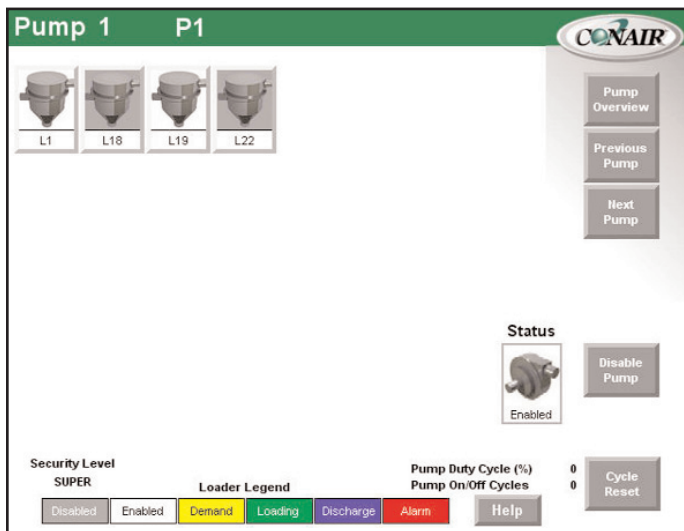 Pump 1 P1
CONAIR
L1 L18 L19 L22
Pump
Overview
Previous
Pump
Next
Pump
Status
Enabled
Disable
Pump
Security Level
SUPER
Loader Legend
Disabled Enabled Demand Loading Discharge Alarm
Pump Duty Cycle (%) 0
Pump On/Off Cycles 0
Help
Cycle
Reset